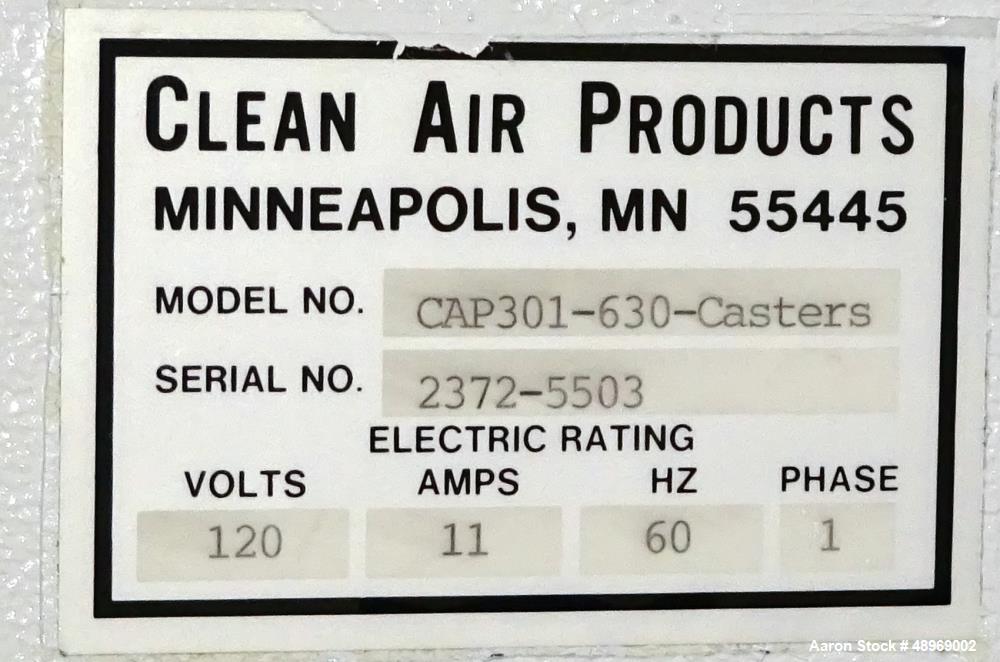 CLEAN AIR PRODUCTS
MINNEAPOLIS, MN 55445
MODEL NO. CAP301-630-Casters
SERIAL NO. 2372-5503
ELECTRIC RATING
VOLTS AMPS HZ PHASE
120 11 60 1
Aaron Stock # 48969002